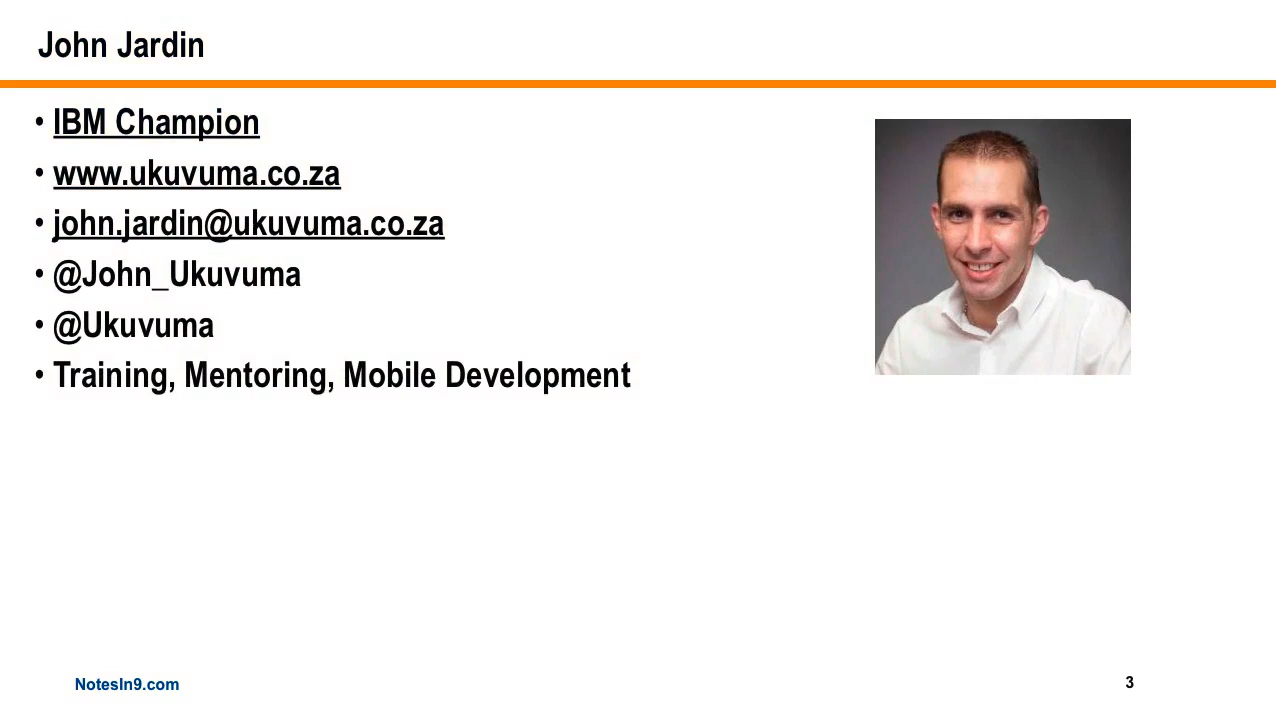 John Jardin
• IBM Champion
• www.ukuvuma.co.za
• john.jardin@ukuvuma.co.za
• @John_Ukuvuma
• @Ukuvuma
• Training, Mentoring, Mobile Development
NotesIn9.com
3